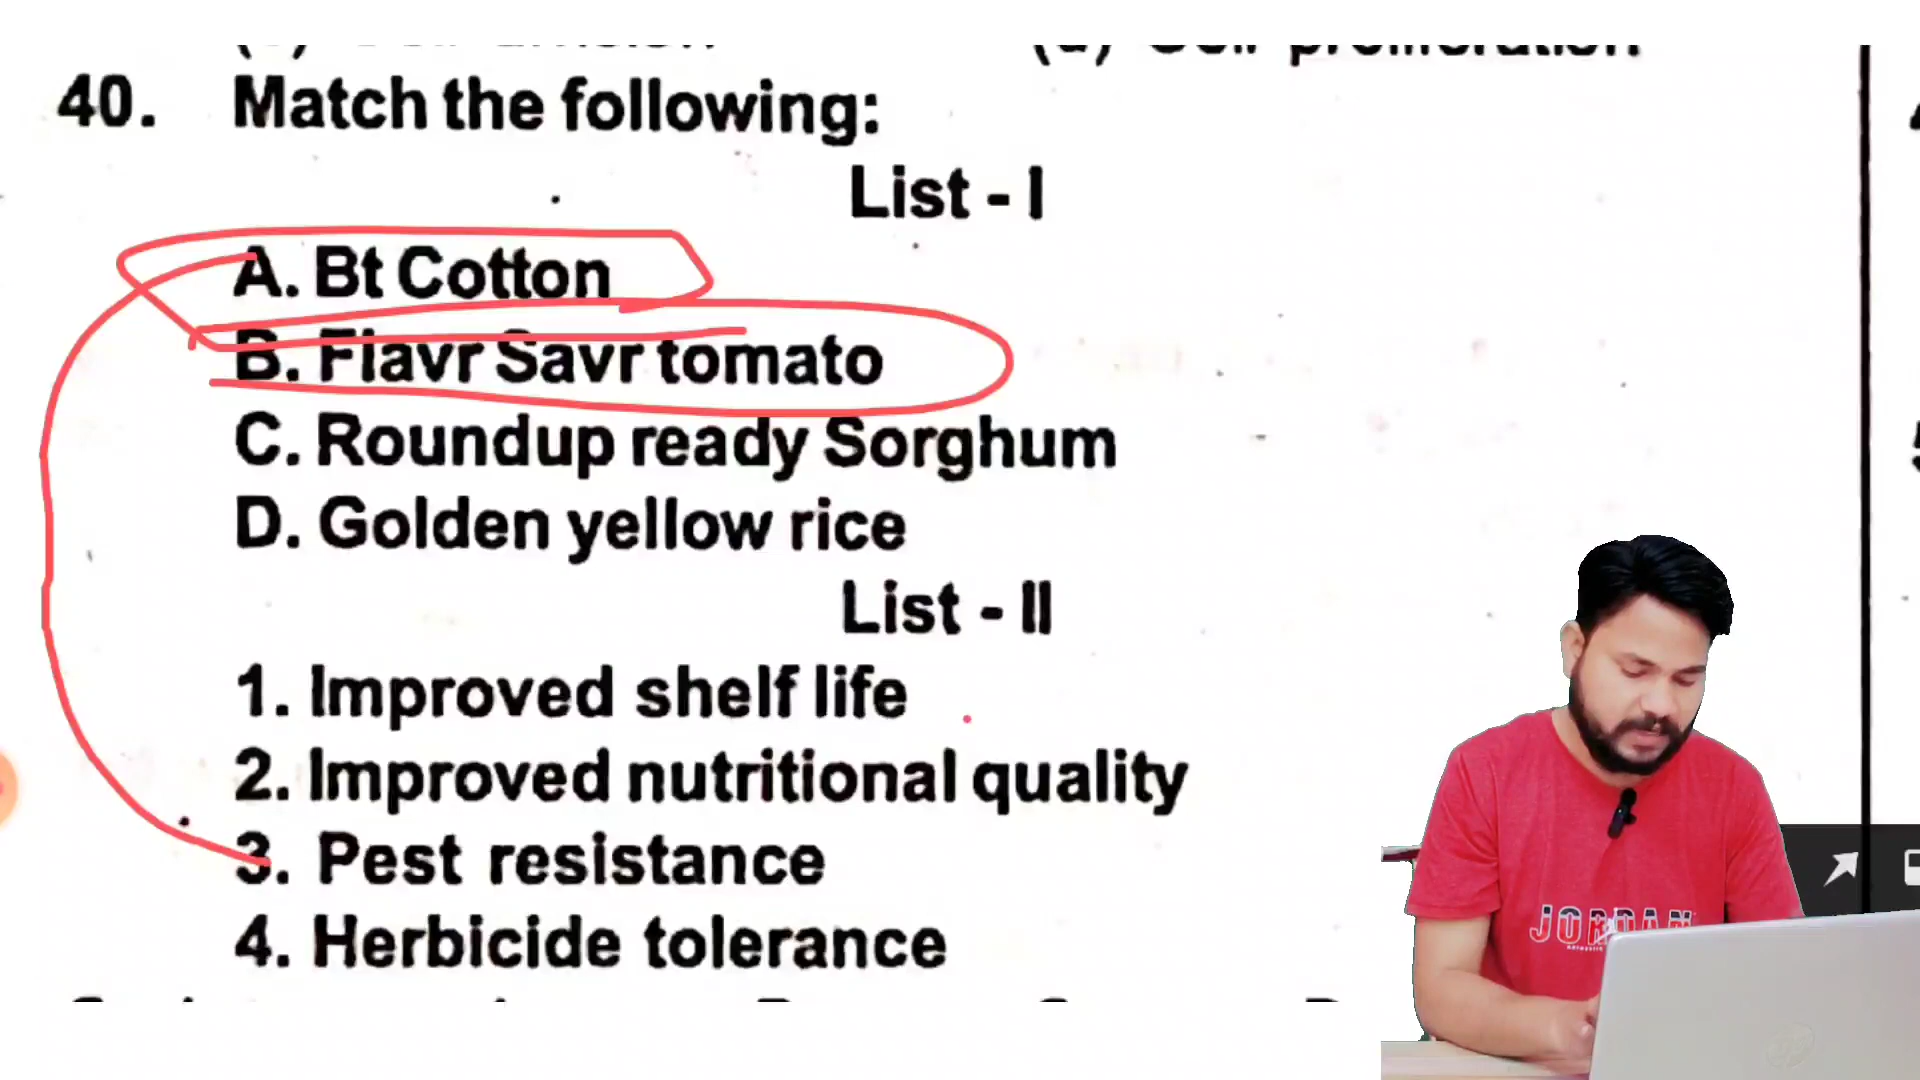 40. Match the following:
List - I
A. Bt Cotton
B. Flavr Savr tomato
C. Roundup ready Sorghum
D. Golden yellow rice
List - II
1. Improved shelf life
2. Improved nutritional quality
3. Pest resistance
4. Herbicide tolerance
JORDAN